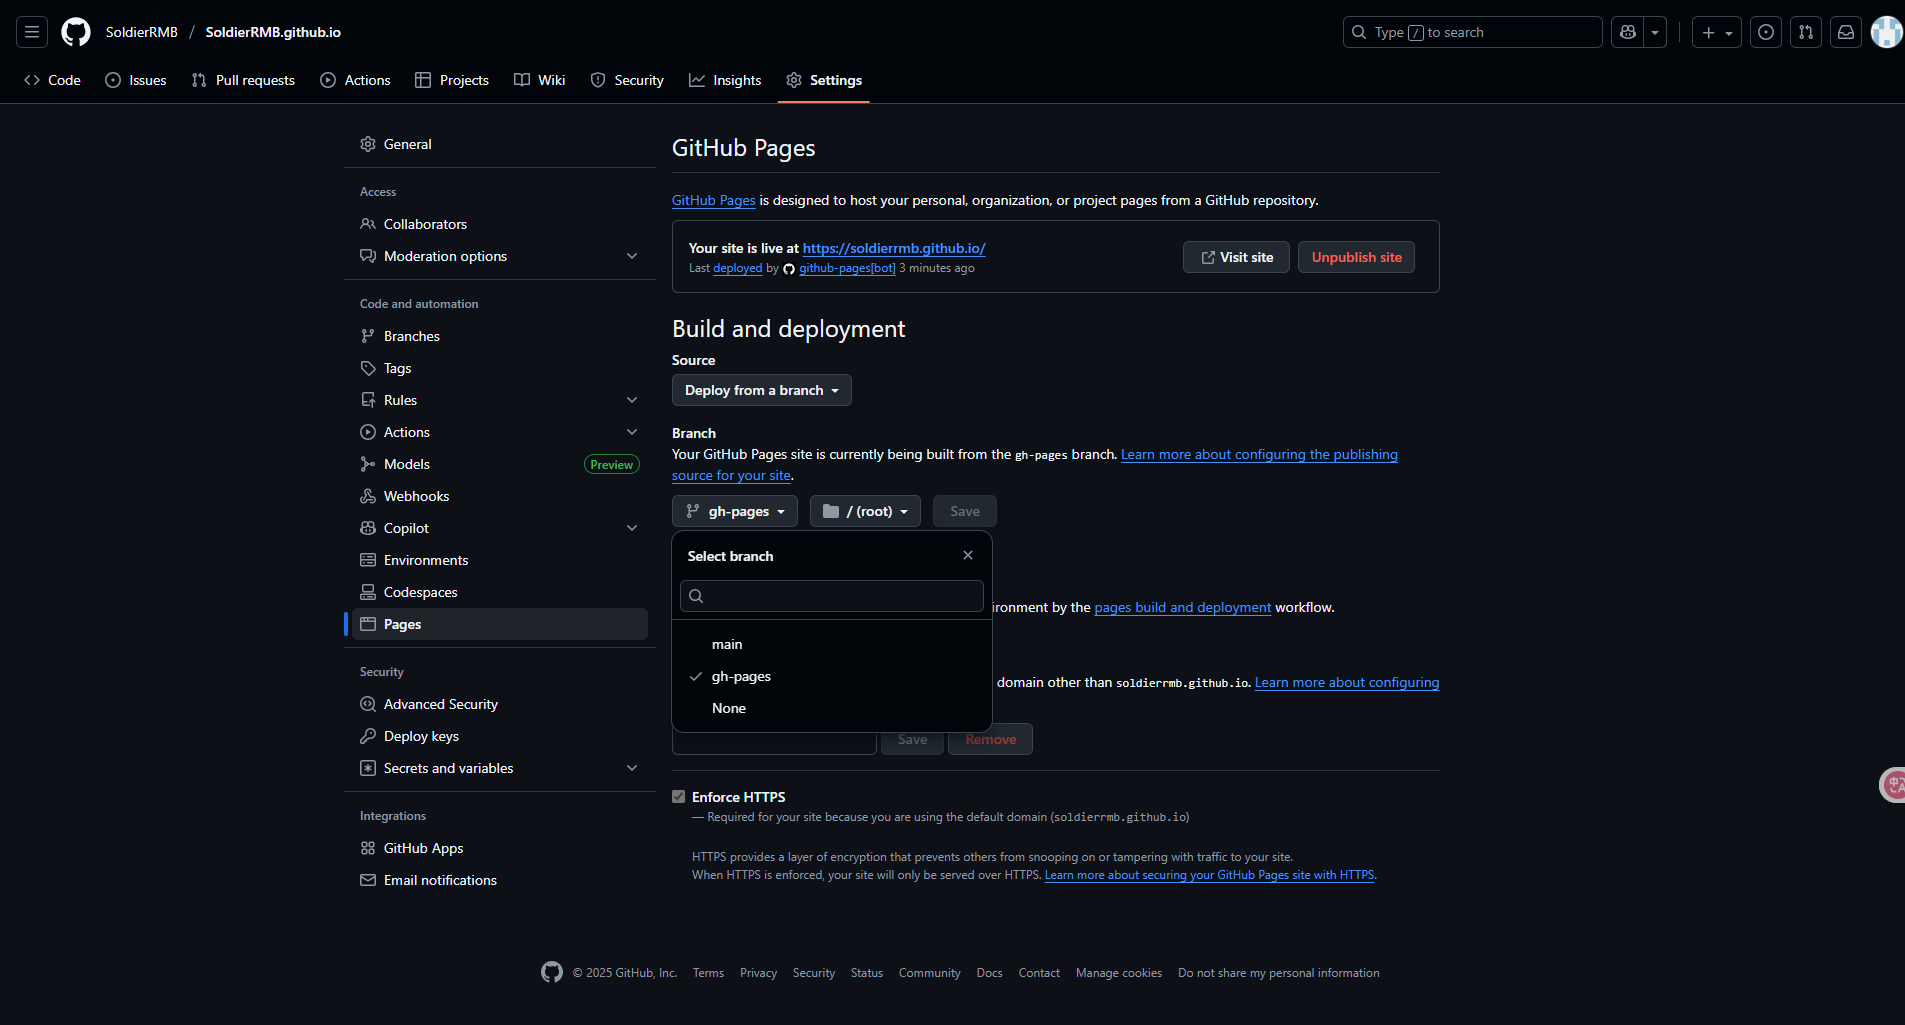 SoldierRMB / SoldierRMB.github.io
Type / to search
Code
Issues
Pull requests
Actions
Projects
Wiki
Security
Insights
Settings
General
Access
Collaborators
Moderation options
Code and automation
Branches
Tags
Rules
Actions
Models
Preview
Webhooks
Copilot
Environments
Codespaces
Pages
Security
Advanced Security
Deploy keys
Secrets and variables
Integrations
GitHub Apps
Email notifications
GitHub Pages
GitHub Pages is designed to host your personal, organization, or project pages from a GitHub repository.
Your site is live at https://soldierrmb.github.io/
Last deployed by github-pages[bot] 3 minutes ago
Visit site
Unpublish site
Build and deployment
Source
Deploy from a branch
Branch
Your GitHub Pages site is currently being built from the gh-pages branch. Learn more about configuring the publishing
source for your site.
gh-pages
/ (root)
Save
Select branch
main
gh-pages
None
ironment by the pages build and deployment workflow.
domain other than soldierrmb.github.io. Learn more about configuring
Save
Remove
Enforce HTTPS
— Required for your site because you are using the default domain (soldierrmb.github.io)
HTTPS provides a layer of encryption that prevents others from snooping on or tampering with traffic to your site.
When HTTPS is enforced, your site will only be served over HTTPS. Learn more about securing your GitHub Pages site with HTTPS.
© 2025 GitHub, Inc.
Terms
Privacy
Security
Status
Community
Docs
Contact
Manage cookies
Do not share my personal information